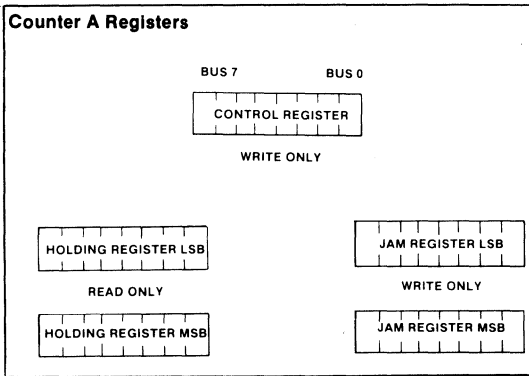 Counter A Registers
BUS 7 BUS 0
CONTROL REGISTER
WRITE ONLY
HOLDING REGISTER LSB JAM REGISTER LSB
READ ONLY WRITE ONLY
HOLDING REGISTER MSB JAM REGISTER MSB